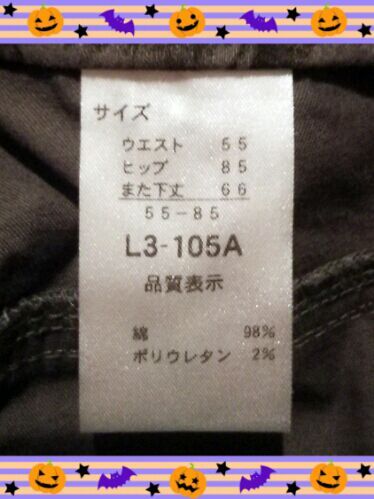 サイズ
ウエスト 55
ヒップ 85
また下丈 66
55-85
L3-105A
品質表示
綿 98%
ポリウレタン 2%